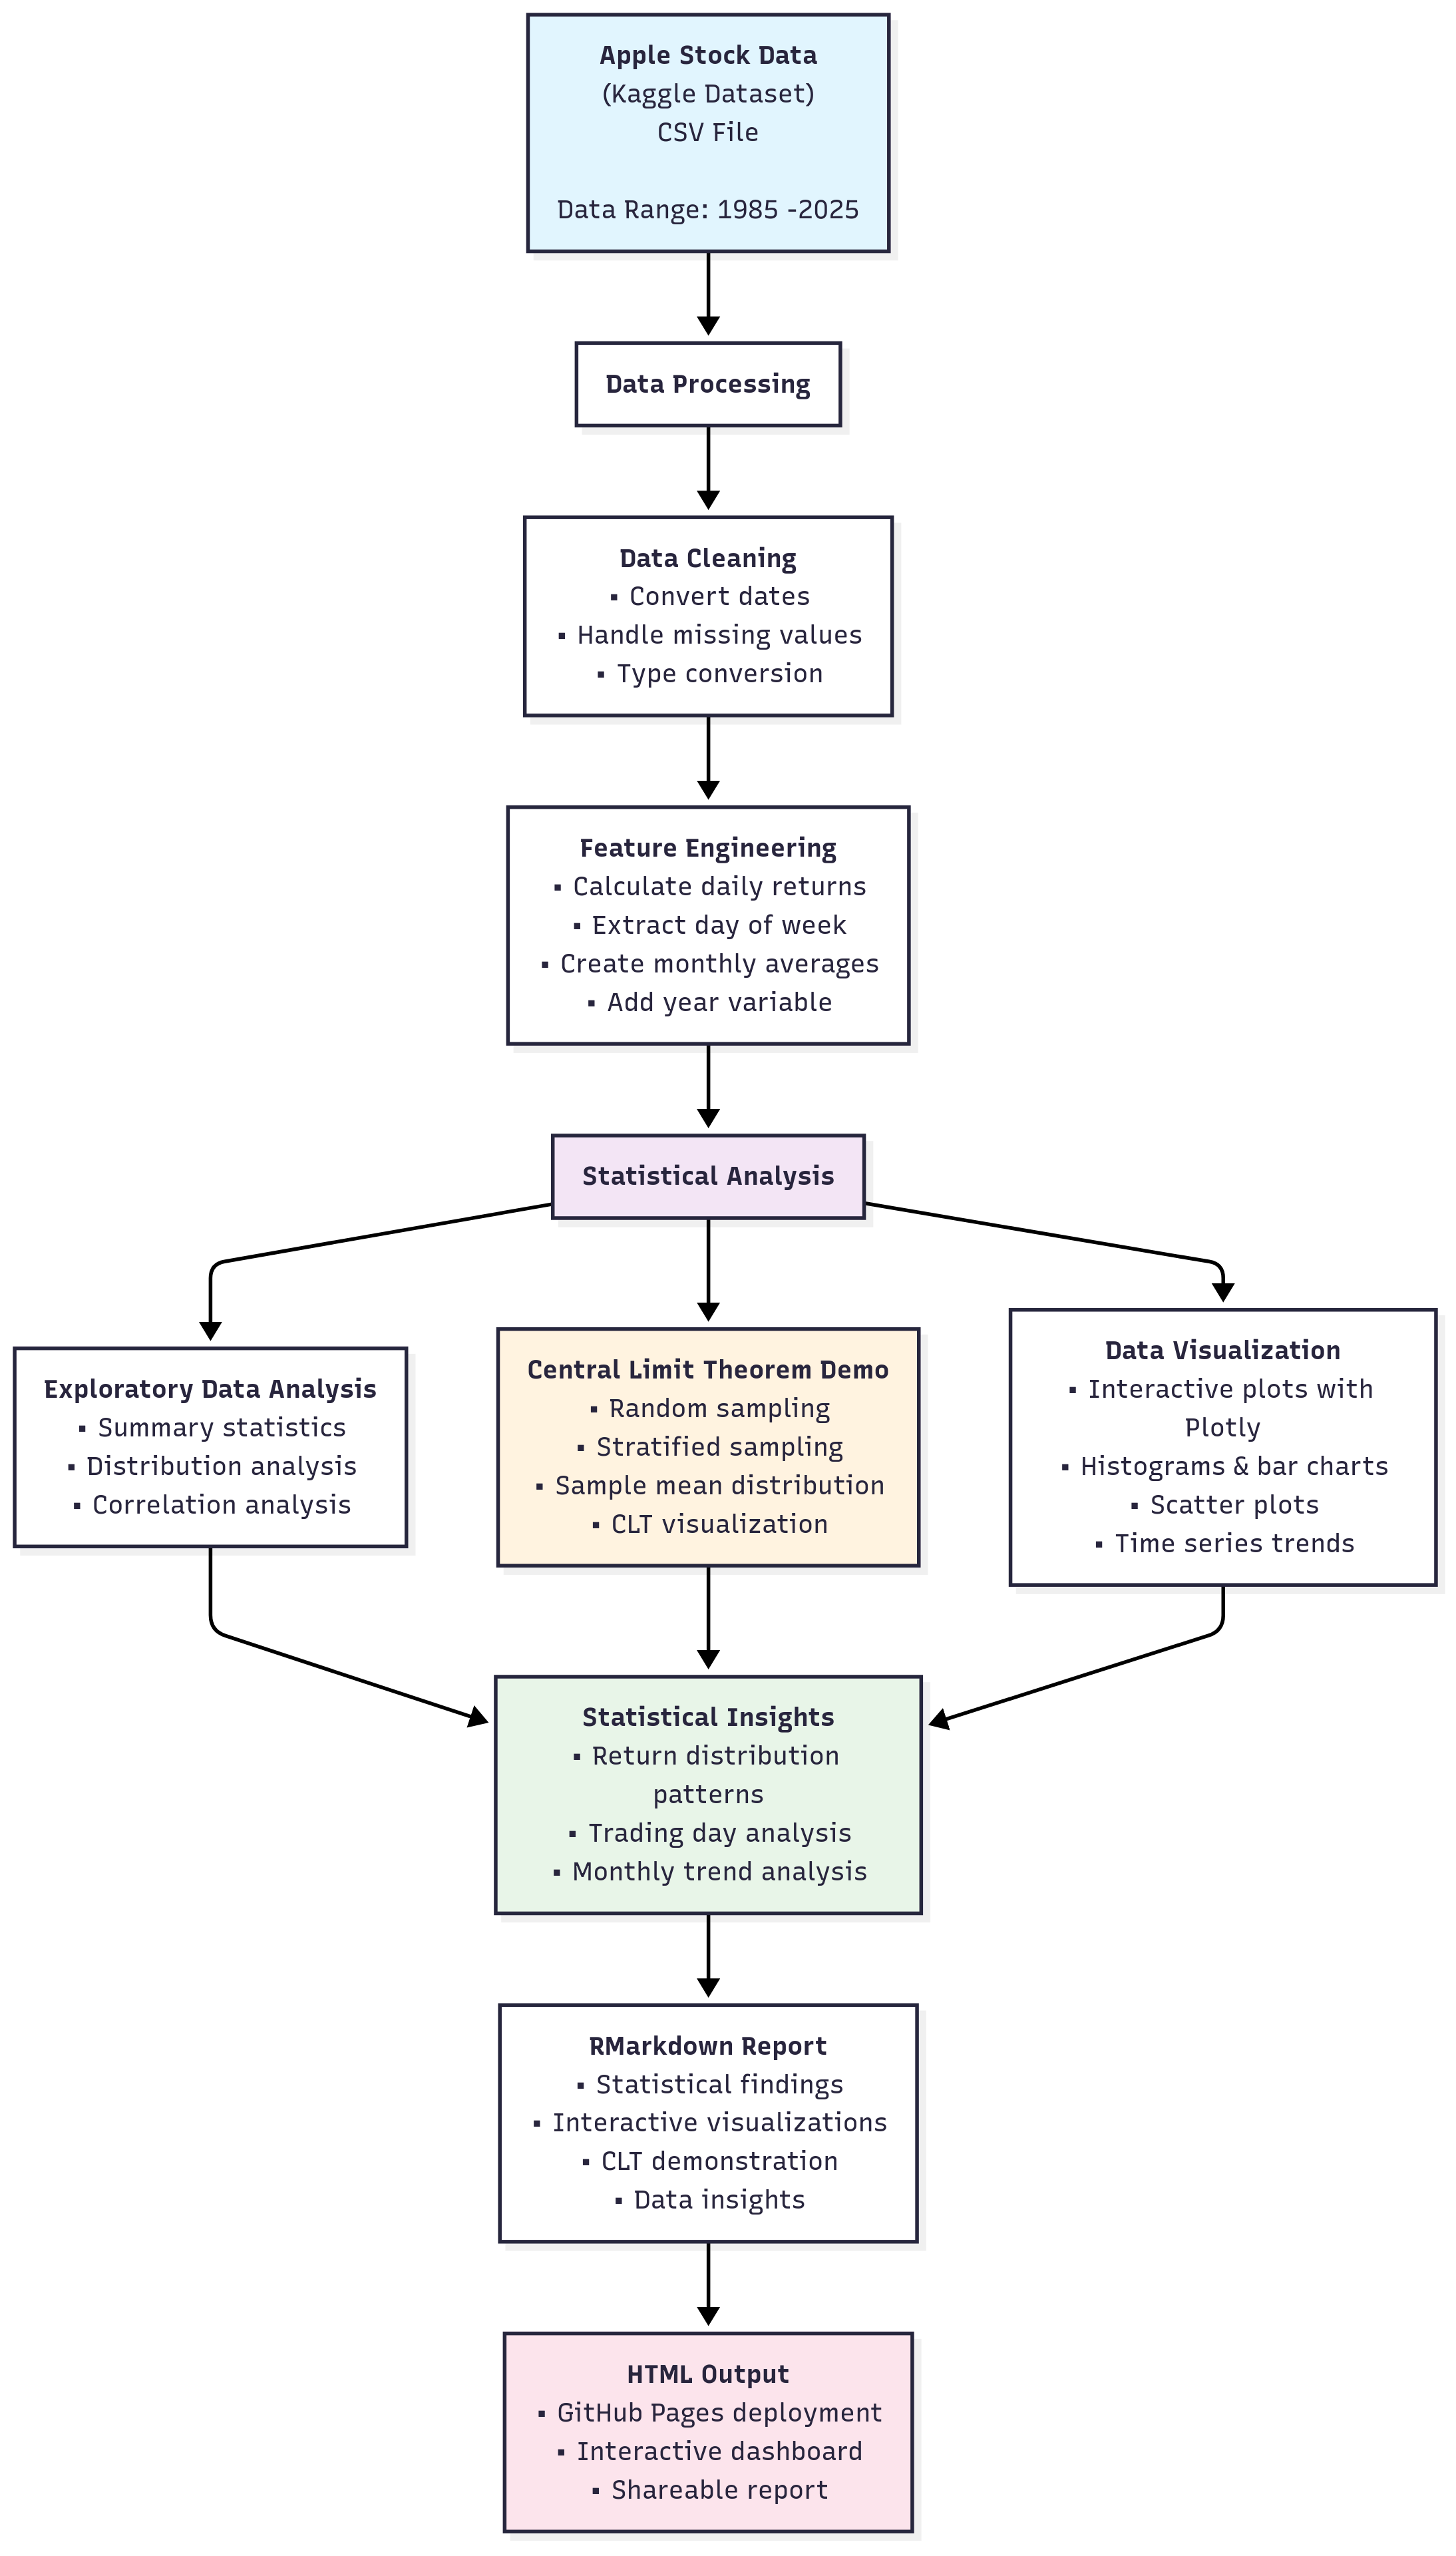 Apple Stock Data
(Kaggle Dataset)
CSV File
Data Range: 1985 -2025
Data Processing
Data Cleaning
▪ Convert dates
▪ Handle missing values
▪ Type conversion
Feature Engineering
▪ Calculate daily returns
▪ Extract day of week
▪ Create monthly averages
▪ Add year variable
Statistical Analysis
Exploratory Data Analysis
▪ Summary statistics
▪ Distribution analysis
▪ Correlation analysis
Central Limit Theorem Demo
▪ Random sampling
▪ Stratified sampling
▪ Sample mean distribution
▪ CLT visualization
Data Visualization
▪ Interactive plots with
Plotly
▪ Histograms & bar charts
▪ Scatter plots
▪ Time series trends
Statistical Insights
▪ Return distribution
patterns
▪ Trading day analysis
▪ Monthly trend analysis
RMarkdown Report
▪ Statistical findings
▪ Interactive visualizations
▪ CLT demonstration
▪ Data insights
HTML Output
▪ GitHub Pages deployment
▪ Interactive dashboard
▪ Shareable report